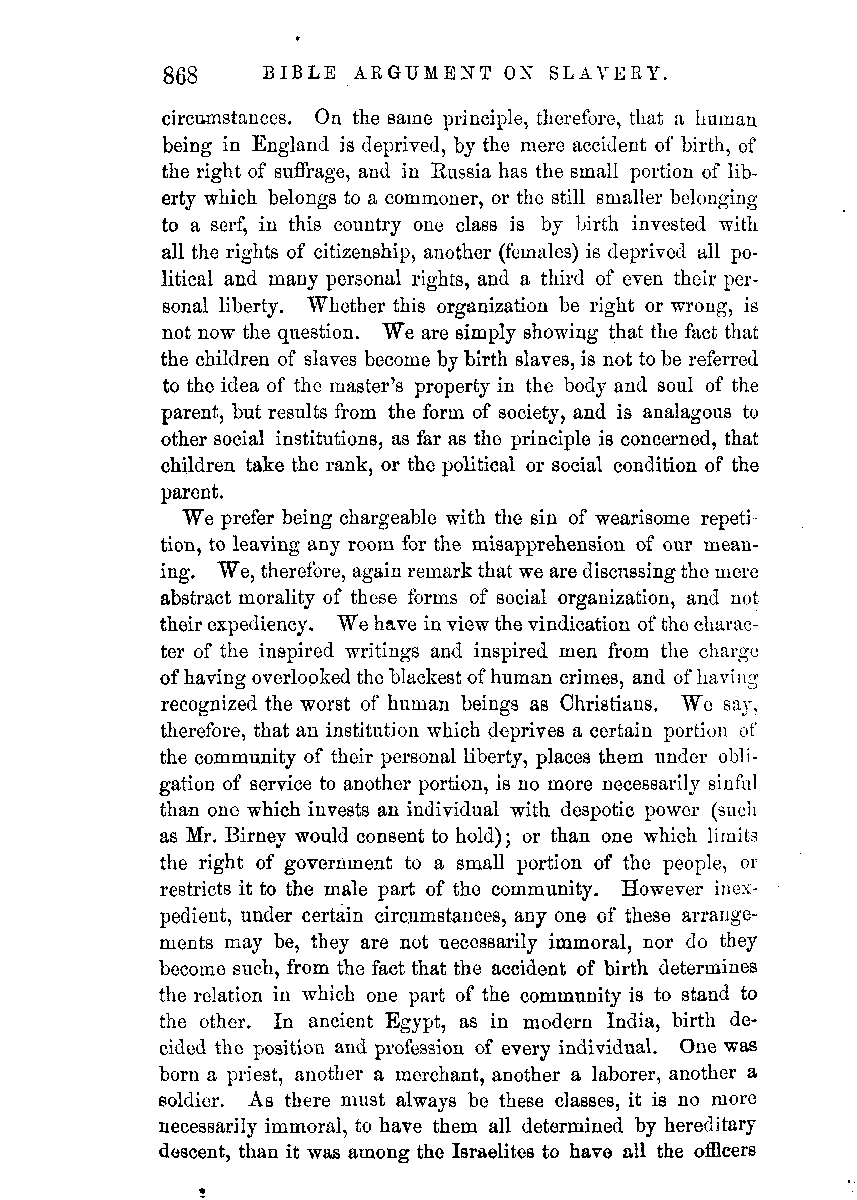 868 BIBLE ARGUMENT ON SLAVERY.
circumstances. On the same principle, therefore, that a human
being in England is deprived, by the mere accident of birth, of
the right of suffrage, and in Russia has the small portion of lib-
erty which belongs to a commoner, or the still smaller belonging
to a serf, in this country one class is by birth invested with
all the rights of citizenship, another (females) is deprived all po-
litical and many personal rights, and a third of even their per-
sonal liberty. Whether this organization be right or wrong, is
not now the question. We are simply showing that the fact that
the children of slaves become by birth slaves, is not to be referred
to the idea of the master's property in the body and soul of the
parent, but results from the form of society, and is analagous to
other social institutions, as far as the principle is concerned, that
children take the rank, or the political or social condition of the
parent.
We prefer being chargeable with the sin of wearisome repeti-
tion, to leaving any room for the misapprehension of our mean-
ing. We, therefore, again remark that we are discussing the mere
abstract morality of these forms of social organization, and not
their expediency. We have in view the vindication of the charac-
ter of the inspired writings and inspired men from the charge
of having overlooked the blackest of human crimes, and of having
recognized the worst of human beings as Christians. We say,
therefore, that an institution which deprives a certain portion of
the community of their personal liberty, places them under obli-
gation of service to another portion, is no more necessarily sinful
than one which invests an individual with despotic power (such
as Mr. Birney would consent to hold); or than one which limits
the right of government to a small portion of the people, or
restricts it to the male part of the community. However inex-
pedient, under certain circumstances, any one of these arrange-
ments may be, they are not necessarily immoral, nor do they
become such, from the fact that the accident of birth determines
the relation in which one part of the community is to stand to
the other. In ancient Egypt, as in modern India, birth de-
cided the position and profession of every individual. One was
born a priest, another a merchant, another a laborer, another a
soldier. As there must always be these classes, it is no more
necessarily immoral, to have them all determined by hereditary
descent, than it was among the Israelites to have all the officers